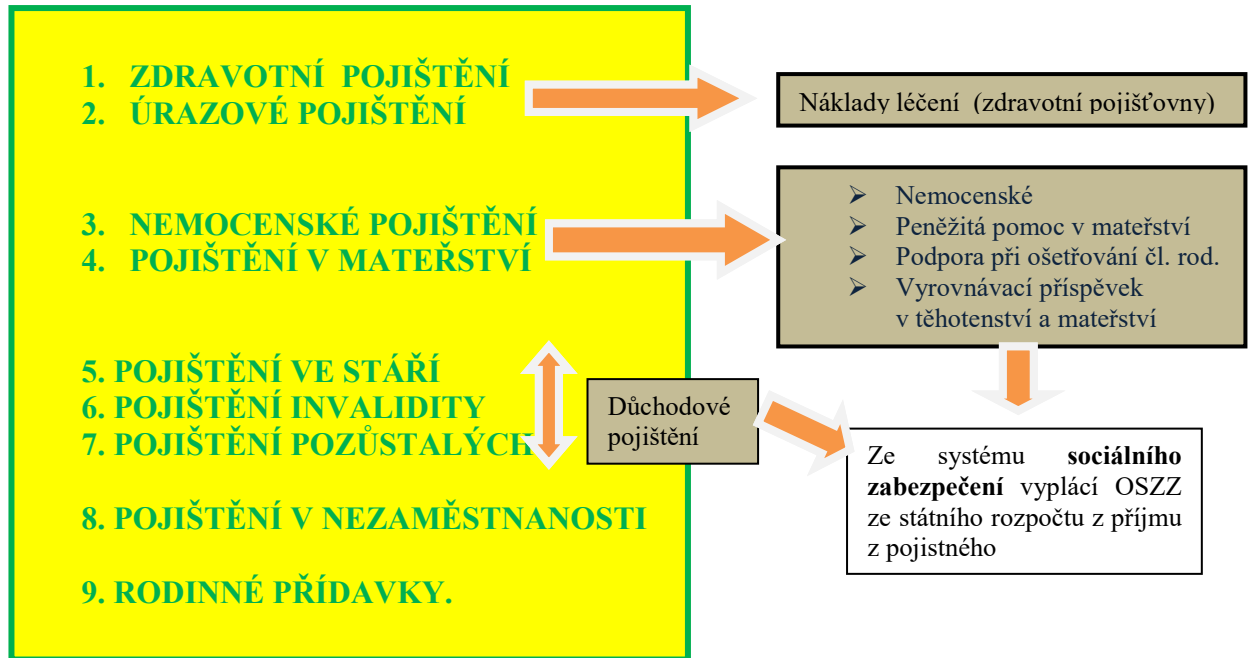 1. ZDRAVOTNÍ POJIŠTĚNÍ
2. ÚRAZOVÉ POJIŠTĚNÍ
Náklady léčení (zdravotní pojišťovny)
3. NEMOCENSKÉ POJIŠTĚNÍ
4. POJIŠTĚNÍ V MATEŘSTVÍ
➢ Nemocenské
➢ Peněžitá pomoc v mateřství
➢ Podpora při ošetřování čl. rod.
➢ Vyrovnávací příspěvek
v těhotenství a mateřství
5. POJIŠTĚNÍ VE STÁŘÍ
6. POJIŠTĚNÍ INVALIDITY
7. POJIŠTĚNÍ POZŮSTALÝCH
Důchodové
pojištění
Ze systému sociálního
zabezpečení vyplácí OSZZ
ze státního rozpočtu z příjmu
z pojistného
8. POJIŠTĚNÍ V NEZAMĚSTNANOSTI
9. RODINNÉ PŘÍDAVKY.